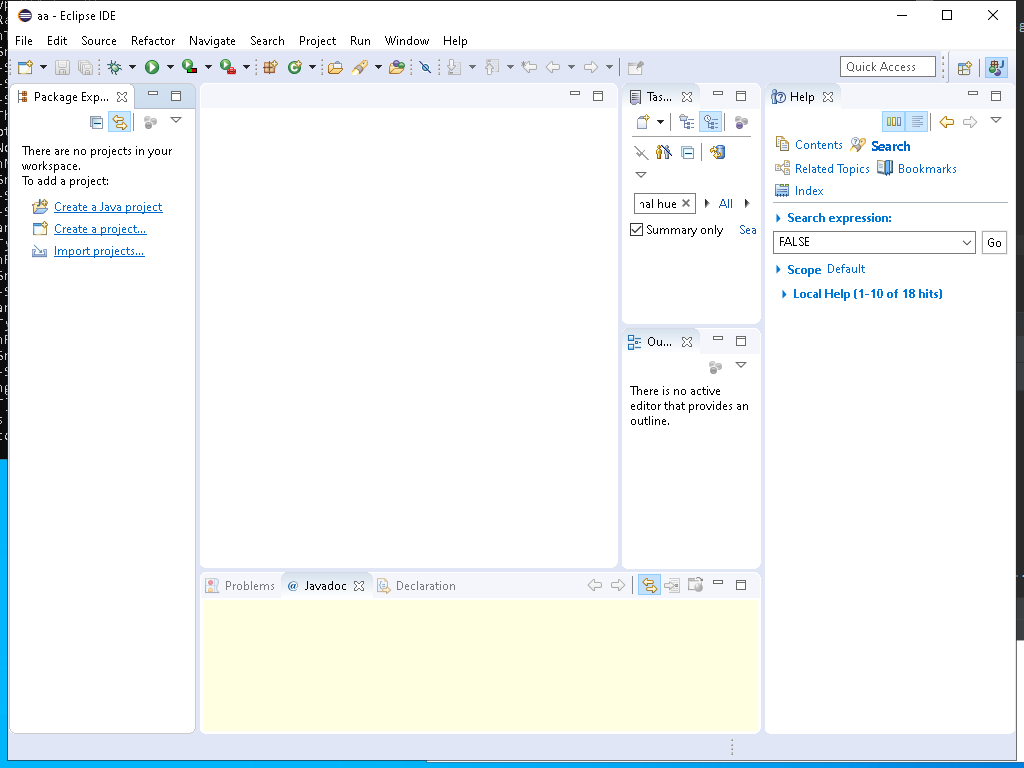 aa - Eclipse IDE
File Edit Source Refactor Navigate Search Project Run Window Help
Quick Access
Package Exp...
Tas...
Help
Contents Search
There are no projects in your
workspace.
To add a project:
Related Topics Bookmarks
Index
Create a Java project
nal hue All
Search expression:
Create a project...
Summary only Sea
FALSE Go
Import projects...
Scope Default
Local Help (1-10 of 18 hits)
Ou...
There is no active
editor that provides an
outline.
Problems @ Javadoc Declaration